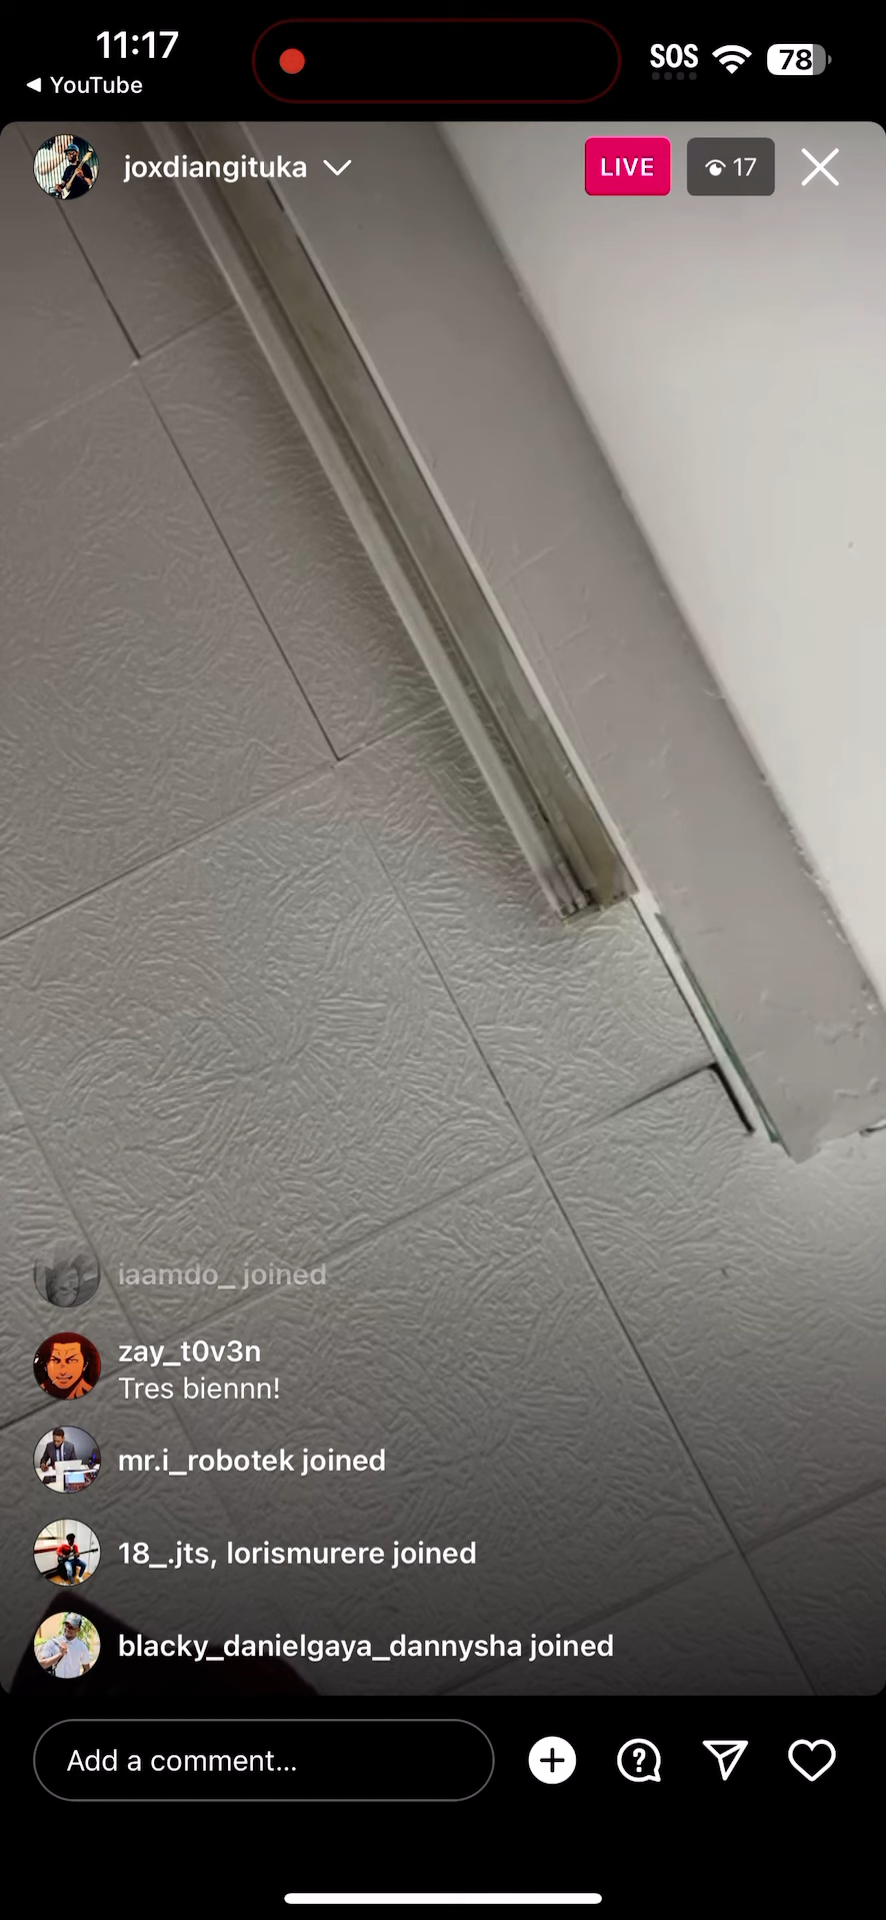 11:17
SOS
78
◀ YouTube
joxdiangituka
LIVE
17
iaamdo_ joined
zay_t0v3n
Tres biennn!
mr.i_robotek joined
18_.jts, lorismurere joined
blacky_danielgaya_dannysha joined
Add a comment...